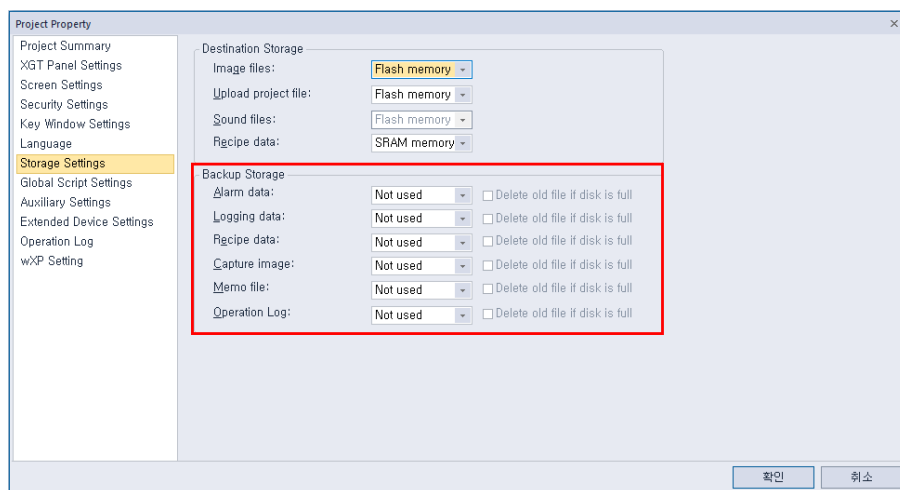 Project Property
×
Project Summary
XGT Panel Settings
Screen Settings
Security Settings
Key Window Settings
Language
Storage Settings
Global Script Settings
Auxiliary Settings
Extended Device Settings
Operation Log
wXP Setting
Destination Storage
Image files: Flash memory
Upload project file: Flash memory
Sound files: Flash memory
Recipe data: SRAM memory
Backup Storage
Alarm data: Not used Delete old file if disk is full
Logging data: Not used Delete old file if disk is full
Recipe data: Not used Delete old file if disk is full
Capture image: Not used Delete old file if disk is full
Memo file: Not used Delete old file if disk is full
Operation Log: Not used Delete old file if disk is full
확인 취소